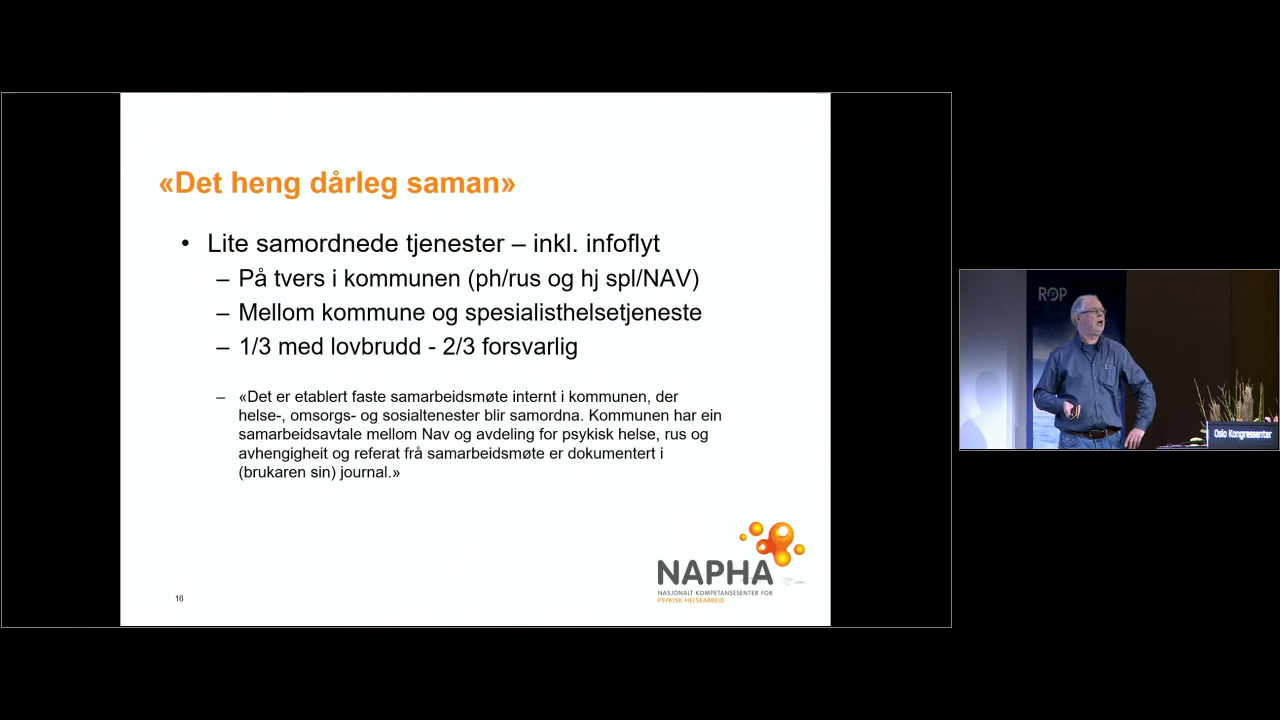 «Det heng dårleg saman»
• Lite samordnede tjenester – inkl. infoflyt
– På tvers i kommunen (ph/rus og hj spl/NAV)
– Mellom kommune og spesialisthelsetjeneste
– 1/3 med lovbrudd - 2/3 forsvarlig
– «Det er etablert faste samarbeidsmøte internt i kommunen, der
helse-, omsorgs- og sosialtenester blir samordna. Kommunen har ein
samarbeidsavtale mellom Nav og avdeling for psykisk helse, rus og
avhengigheit og referat frå samarbeidsmøte er dokumentert i
(brukaren sin) journal.»
NAPHA
NASJONALT KOMPETANSESENTER FOR
PSYKISK HELSEARBEID
16
ROP
Oslo Kongressenter